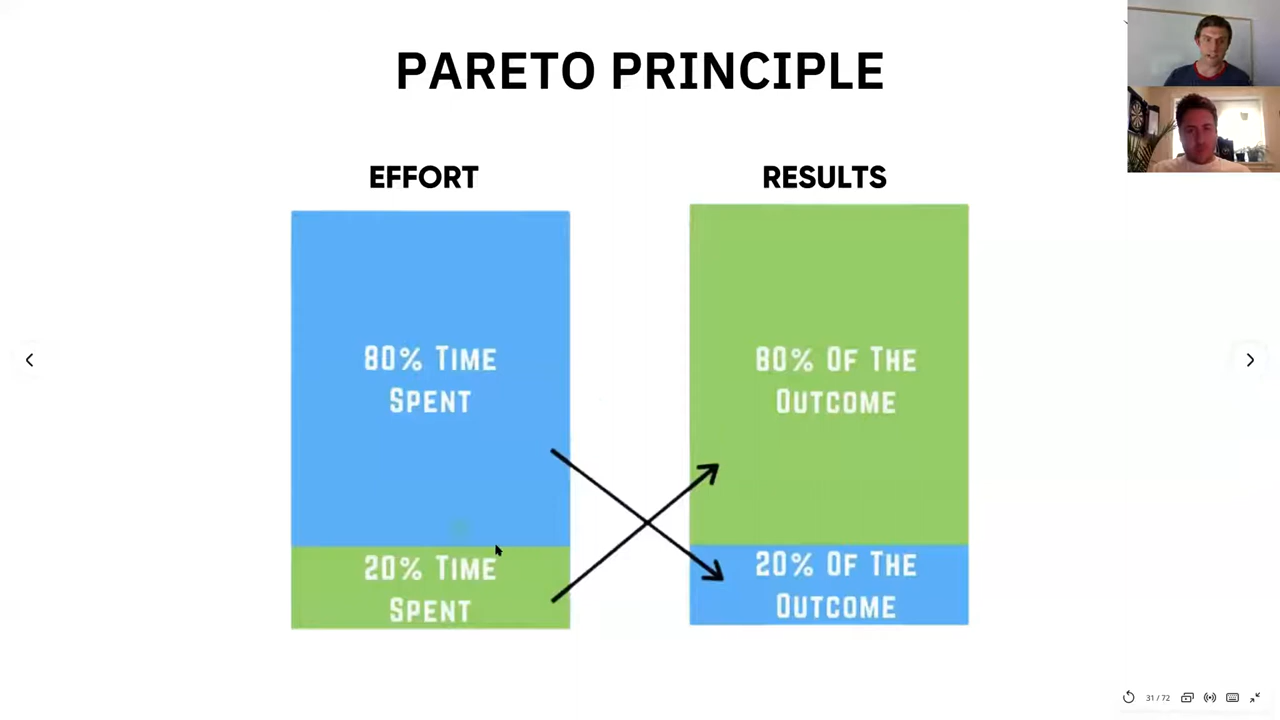 PARETO PRINCIPLE
EFFORT
RESULTS
80% TIME
SPENT
80% OF THE
OUTCOME
20% TIME
SPENT
20% OF THE
OUTCOME
31 / 72